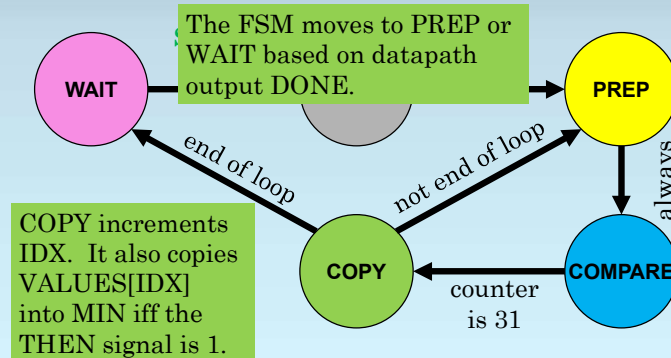 The FSM moves to PREP or
WAIT based on datapath
output DONE.
WAIT
PREP
end of loop
not end of loop
always
COPY increments
IDX.  It also copies
VALUES[IDX]
into MIN iff the
THEN signal is 1.
COPY
COMPARE
counter
is 31